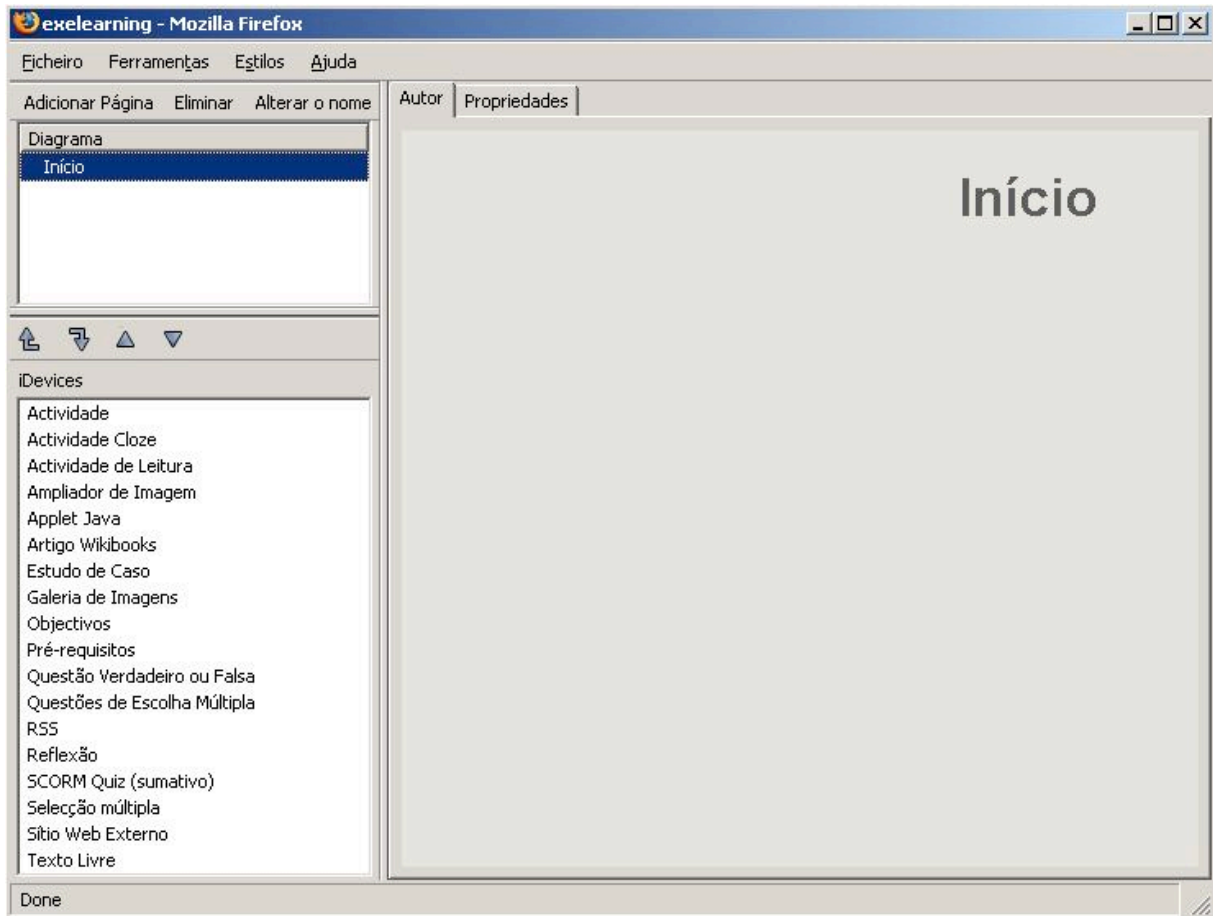 exelearning - Mozilla Firefox
Ficheiro Ferramentas Estilos Ajuda
Adicionar Página Eliminar Alterar o nome
Diagrama
Início
iDevices
Actividade
Actividade Cloze
Actividade de Leitura
Ampliador de Imagem
Applet Java
Artigo Wikibooks
Estudo de Caso
Galeria de Imagens
Objectivos
Pré-requisitos
Questão Verdadeiro ou Falsa
Questões de Escolha Múltipla
RSS
Reflexão
SCORM Quiz (sumativo)
Selecção múltipla
Sítio Web Externo
Texto Livre
Autor Propriedades
Início
Done